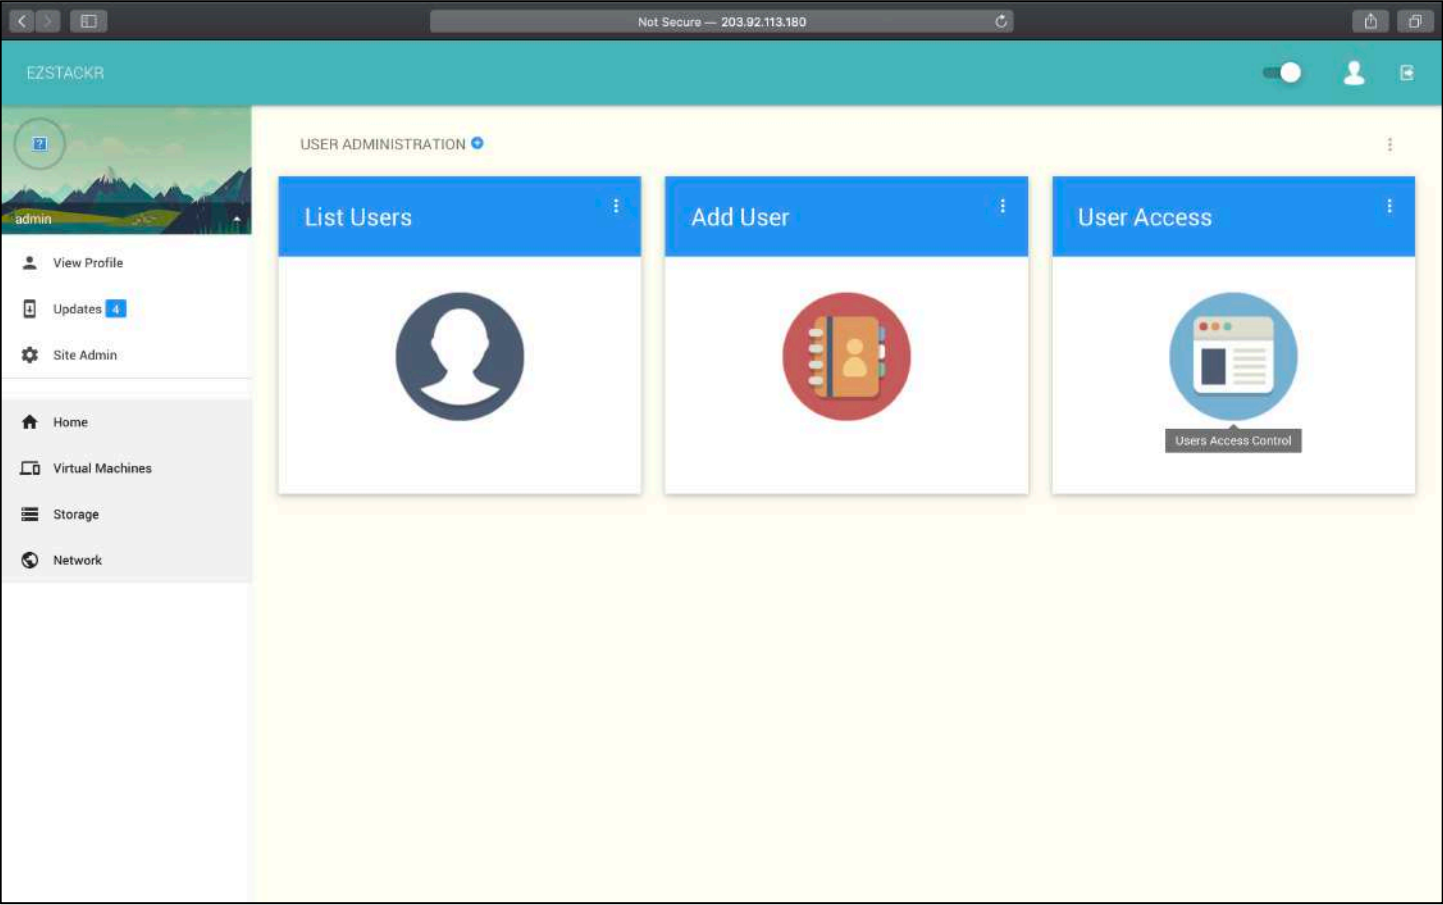 Not Secure — 203.92.113.180
EZSTACKR
admin
View Profile
Updates 4
Site Admin
Home
Virtual Machines
Storage
Network
USER ADMINISTRATION
List Users
Add User
User Access
Users Access Control